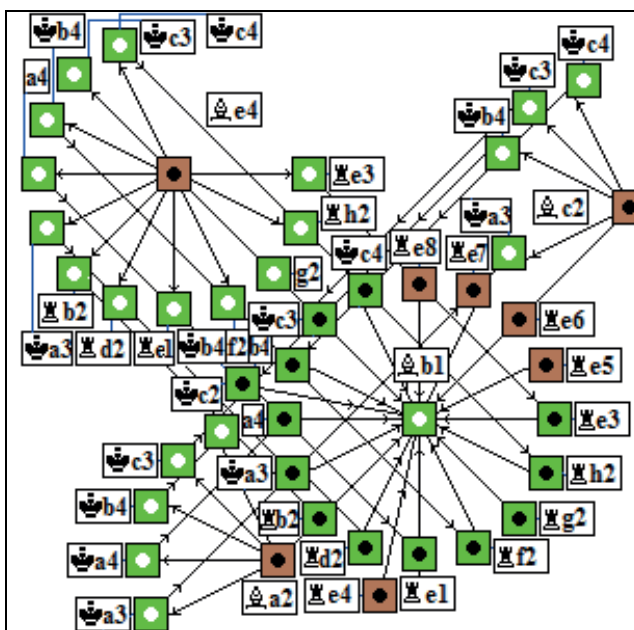 ♚b4
♚c3
♚c4
♚c4
♚c3
a4
♗e4
♚b4
♜e3
♗c2
♜h2
♚a3
♚c4
♜e8
♜e7
g2
♜b2
♚c3
♜e6
♚a3
♜d2
♜e1
♚b4
f2
b4
♗b1
♜e5
♚c2
a4
♜e3
♚c3
♚a3
♜h2
♚b4
♜b2
♜g2
♚a4
♜d2
♜f2
♚a3
♗a2
♜e4
♜e1